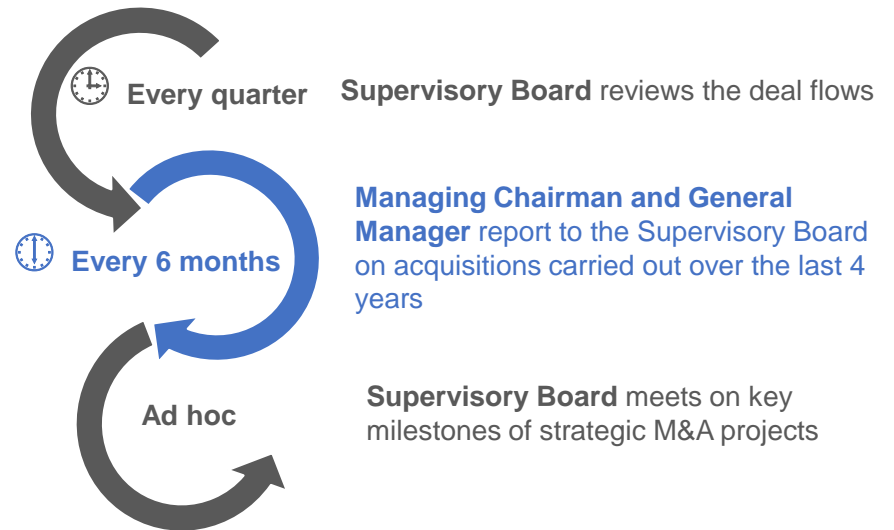 Every quarter
Supervisory Board reviews the deal flows
Every 6 months
Managing Chairman and General
Manager report to the Supervisory Board
on acquisitions carried out over the last 4
years
Ad hoc
Supervisory Board meets on key
milestones of strategic M&A projects